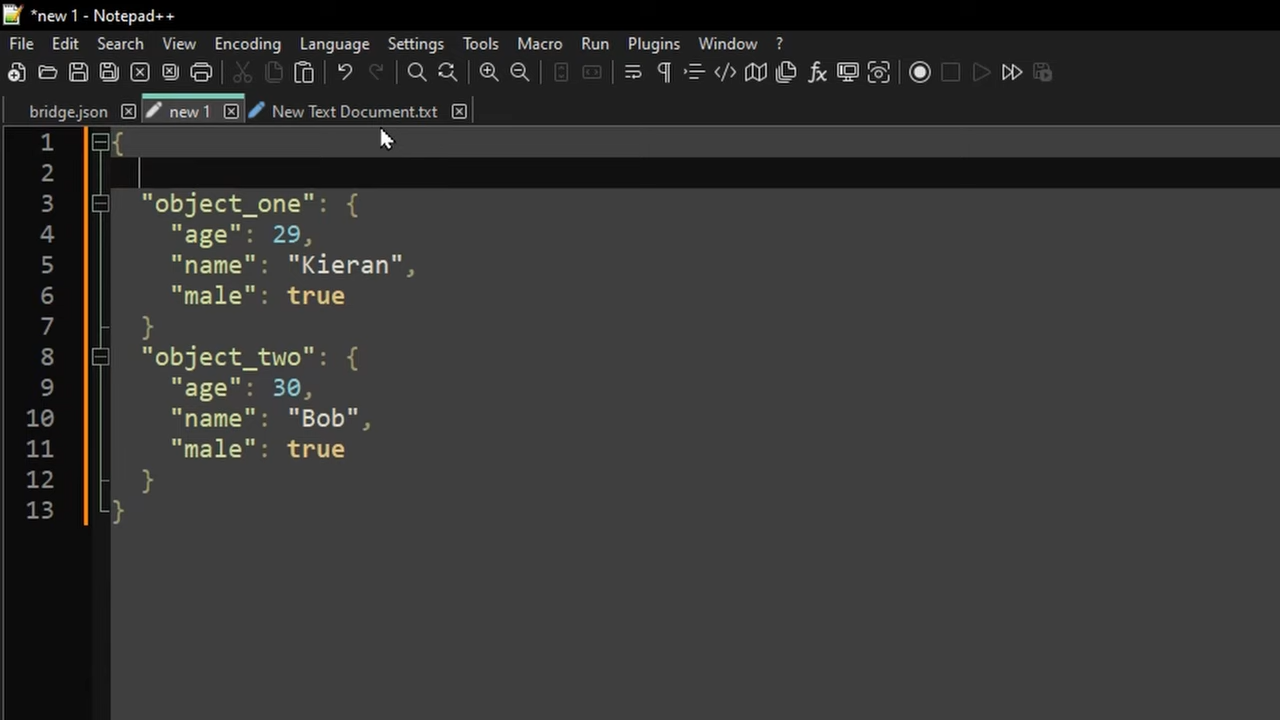 *new 1 - Notepad++
File Edit Search View Encoding Language Settings Tools Macro Run Plugins Window ?
bridge.json new 1 New Text Document.txt
1 {
2
3 "object_one": {
4 "age": 29,
5 "name": "Kieran",
6 "male": true
7 }
8 "object_two": {
9 "age": 30,
10 "name": "Bob",
11 "male": true
12 }
13 }